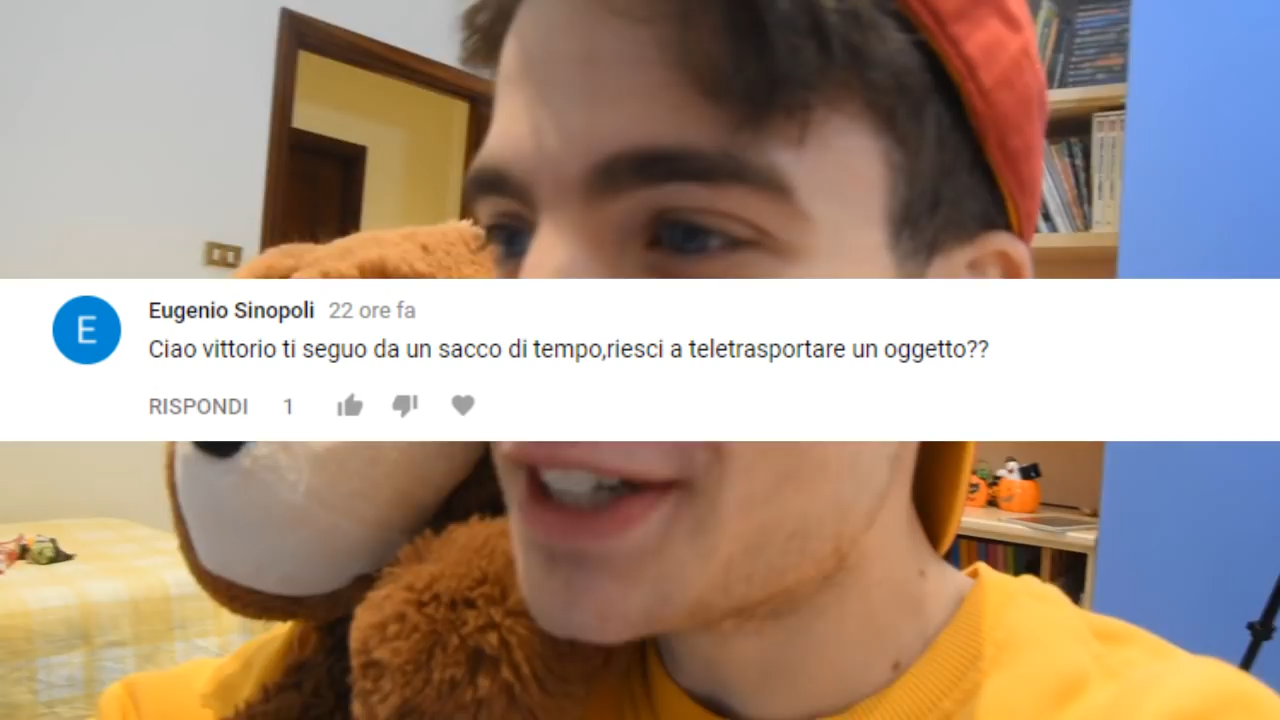 E
Eugenio Sinopoli 22 ore fa
Ciao vittorio ti seguo da un sacco di tempo,riesci a teletrasportare un oggetto??
RISPONDI 1